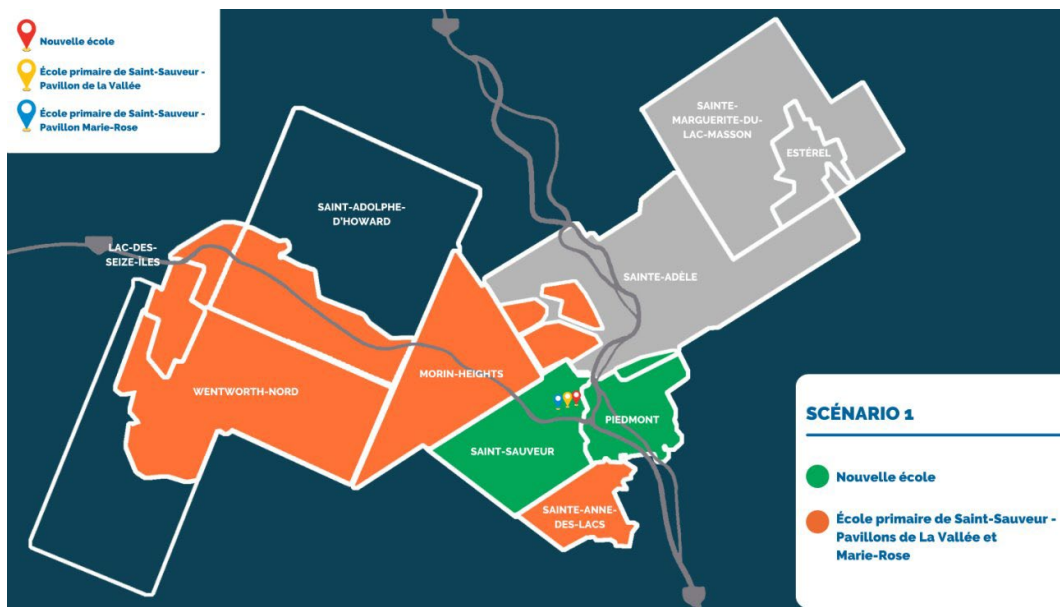 Nouvelle école
École primaire de Saint-Sauveur -
Pavillon de la Vallée
École primaire de Saint-Sauveur -
Pavillon Marie-Rose
SAINTE-
MARGUERITE-DU-
LAC-MASSON
ESTÉREL
SAINT-ADOLPHE-
D'HOWARD
LAC-DES-
SEIZE-ÎLES
SAINTE-ADÈLE
MORIN-HEIGHTS
WENTWORTH-NORD
PIEDMONT
SAINT-SAUVEUR
SAINTE-ANNE-
DES-LACS
SCÉNARIO 1
Nouvelle école
École primaire de Saint-Sauveur -
Pavillons de La Vallée et
Marie-Rose